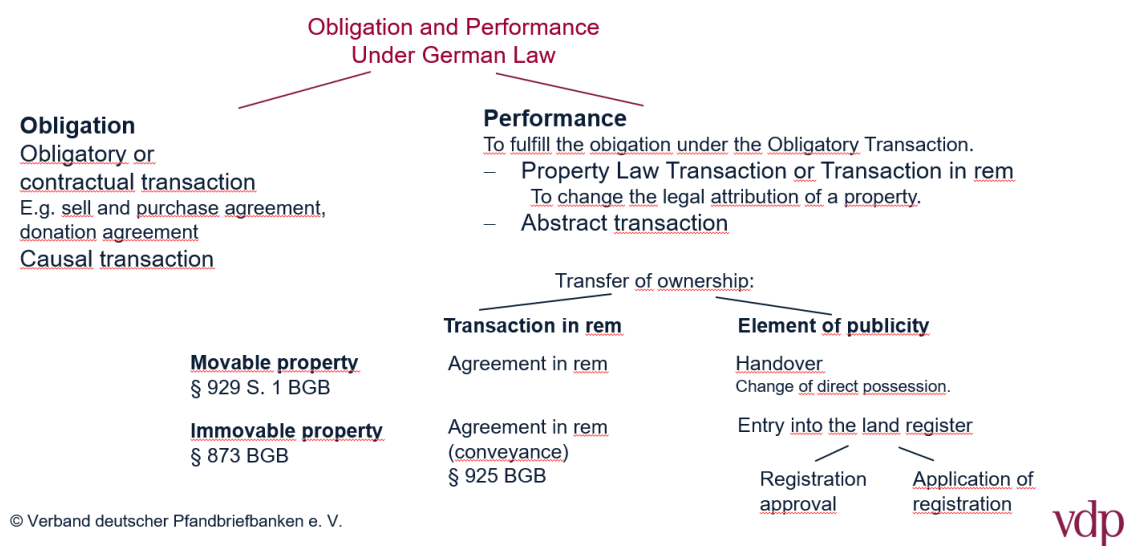 Obligation and Performance
Under German Law
Obligation
Obligatory or
contractual transaction
E.g. sell and purchase agreement,
donation agreement
Causal transaction
Performance
To fulfill the obigation under the Obligatory Transaction.
– Property Law Transaction or Transaction in rem
To change the legal attribution of a property.
– Abstract transaction
Transfer of ownership:
Transaction in rem
Element of publicity
Movable property
§ 929 S. 1 BGB
Agreement in rem
Handover
Change of direct possession.
Immovable property
§ 873 BGB
Agreement in rem
(conveyance)
§ 925 BGB
Entry into the land register
Registration
approval
Application of
registration
© Verband deutscher Pfandbriefbanken e. V.
vdp